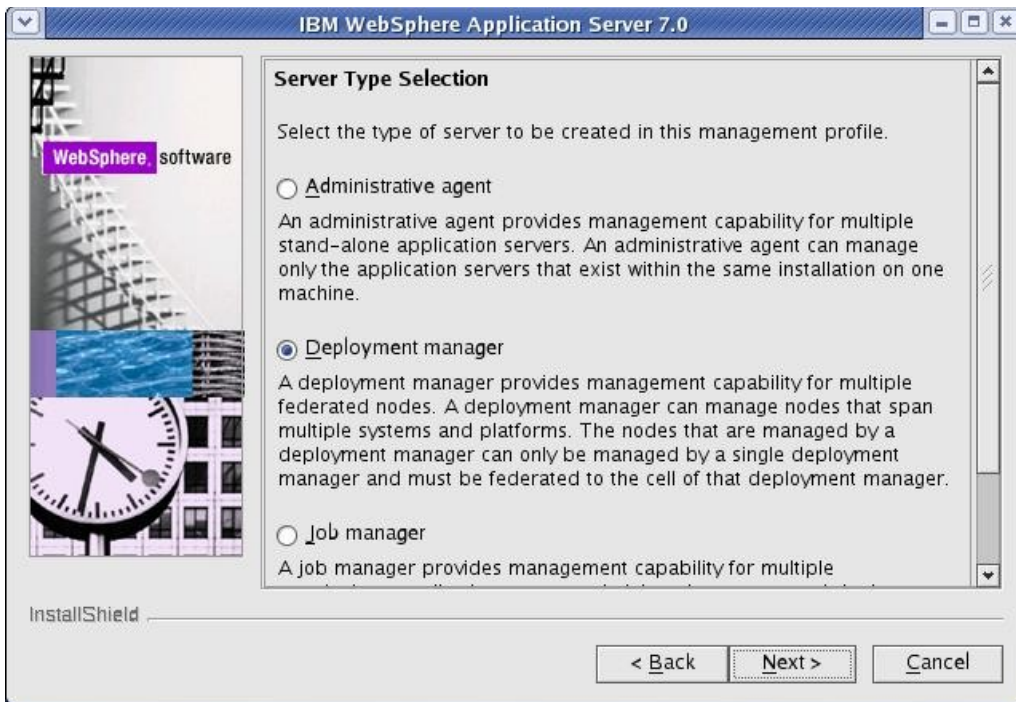 IBM WebSphere Application Server 7.0
WebSphere. software
Server Type Selection
Select the type of server to be created in this management profile.
Administrative agent
An administrative agent provides management capability for multiple
stand-alone application servers. An administrative agent can manage
only the application servers that exist within the same installation on one
machine.
Deployment manager
A deployment manager provides management capability for multiple
federated nodes. A deployment manager can manage nodes that span
multiple systems and platforms. The nodes that are managed by a
deployment manager can only be managed by a single deployment
manager and must be federated to the cell of that deployment manager.
Job manager
A job manager provides management capability for multiple
InstallShield
< Back
Next >
Cancel